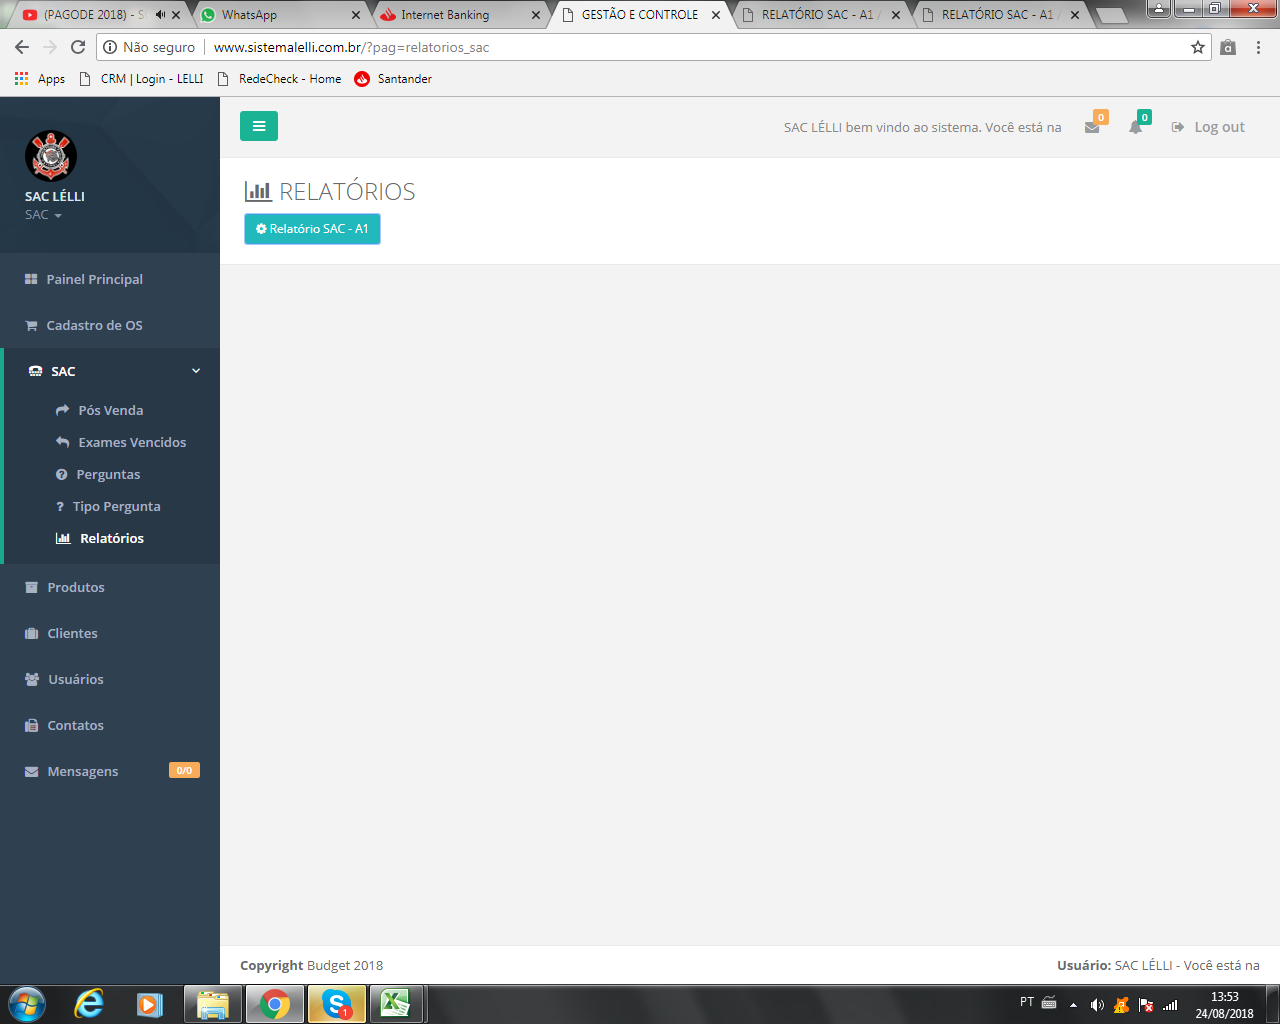 (PAGODE 2018) - S
WhatsApp
Internet Banking
GESTÃO E CONTROLE
RELATÓRIO SAC - A1 /
RELATÓRIO SAC - A1 /
Não seguro
www.sistemalelli.com.br/?pag=relatorios_sac
Apps
CRM | Login - LELLI
RedeCheck - Home
Santander
SAC LÉLLI bem vindo ao sistema. Você está na
0
0
Log out
SAC LÉLLI
SAC
RELATÓRIOS
Relatório SAC - A1
Painel Principal
Cadastro de OS
SAC
Pós Venda
Exames Vencidos
Perguntas
Tipo Pergunta
Relatórios
Produtos
Clientes
Usuários
Contatos
Mensagens
0/0
Copyright Budget 2018
Usuário: SAC LÉLLI - Você está na
1
PT
13:53
24/08/2018